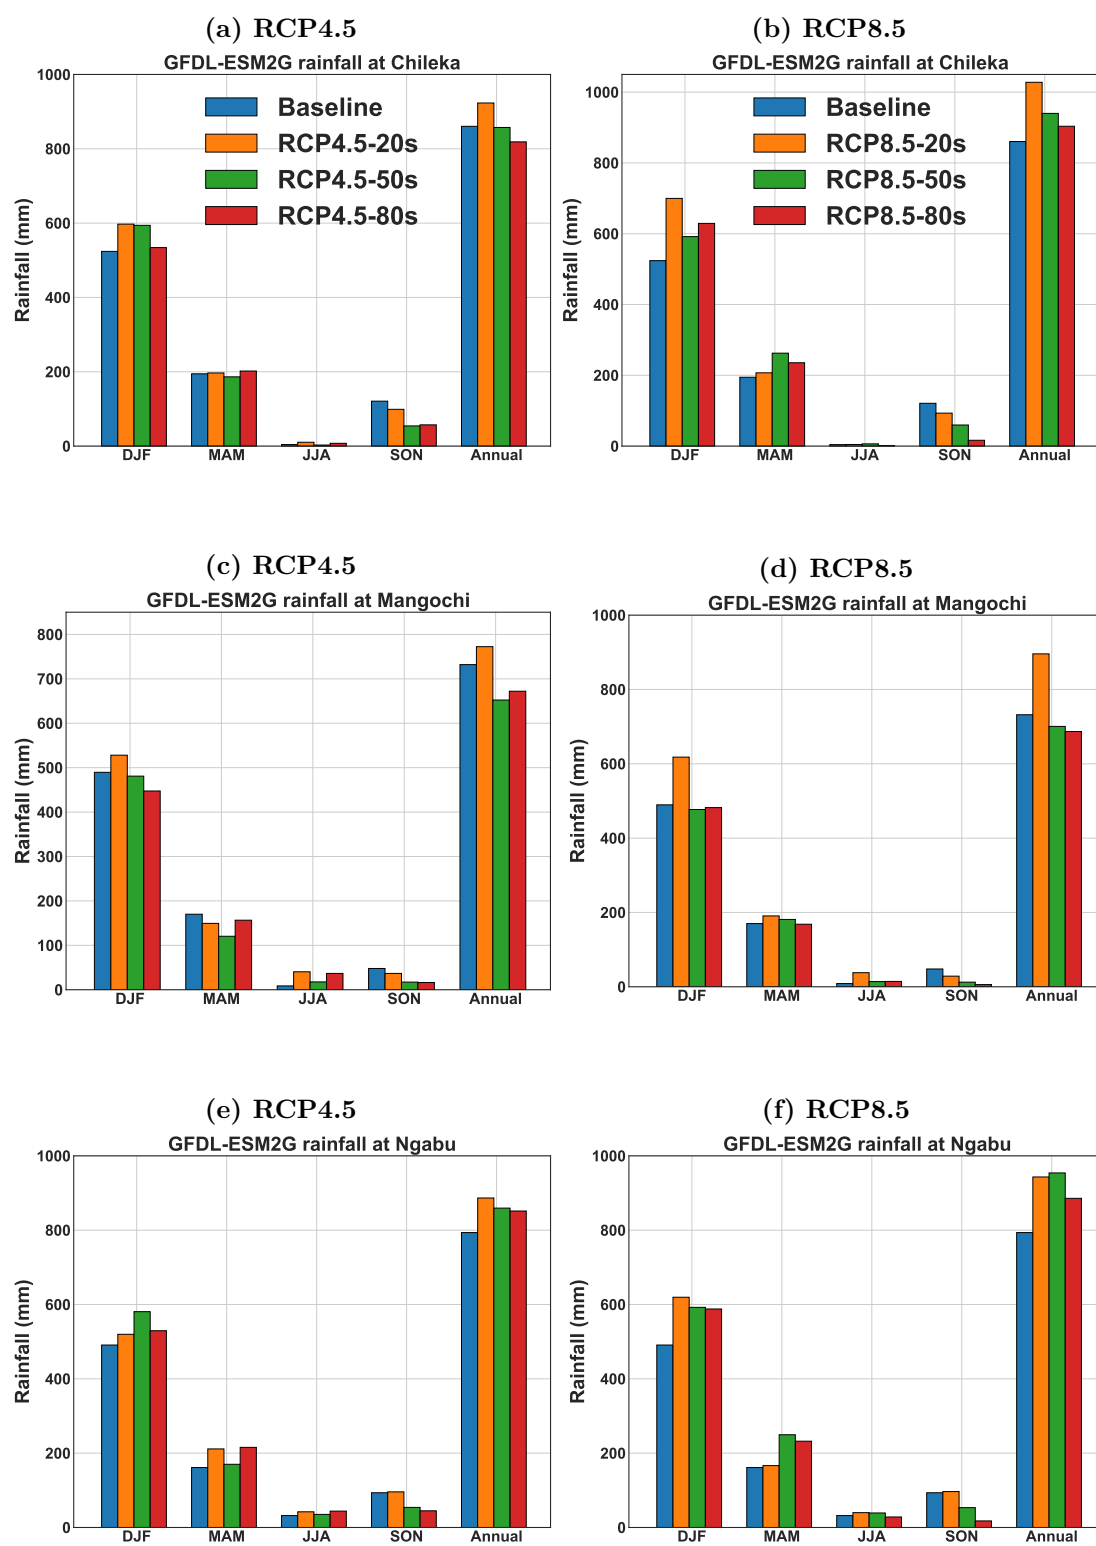 (a) RCP4.5
GFDL-ESM2G rainfall at Chileka
Rainfall (mm)
1000
800
600
400
200
0
Baseline
RCP4.5-20s
RCP4.5-50s
RCP4.5-80s
DJF MAM JJA SON Annual
(b) RCP8.5
GFDL-ESM2G rainfall at Chileka
Rainfall (mm)
1000
800
600
400
200
0
Baseline
RCP8.5-20s
RCP8.5-50s
RCP8.5-80s
DJF MAM JJA SON Annual
(c) RCP4.5
GFDL-ESM2G rainfall at Mangochi
Rainfall (mm)
800
700
600
500
400
300
200
100
0
DJF MAM JJA SON Annual
(d) RCP8.5
GFDL-ESM2G rainfall at Mangochi
Rainfall (mm)
1000
800
600
400
200
0
DJF MAM JJA SON Annual
(e) RCP4.5
GFDL-ESM2G rainfall at Ngabu
Rainfall (mm)
1000
800
600
400
200
0
DJF MAM JJA SON Annual
(f) RCP8.5
GFDL-ESM2G rainfall at Ngabu
Rainfall (mm)
1000
800
600
400
200
0
DJF MAM JJA SON Annual